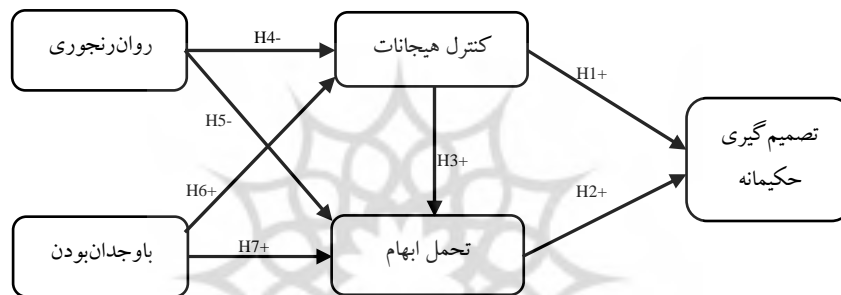 روان‌رنجوری
H4-
کنترل هیجانات
H1+
H5-
H3+
تصمیم‌گیری
حکیمانه
H6+
H2+
باوجدان‌بودن
H7+
تحمل ابهام